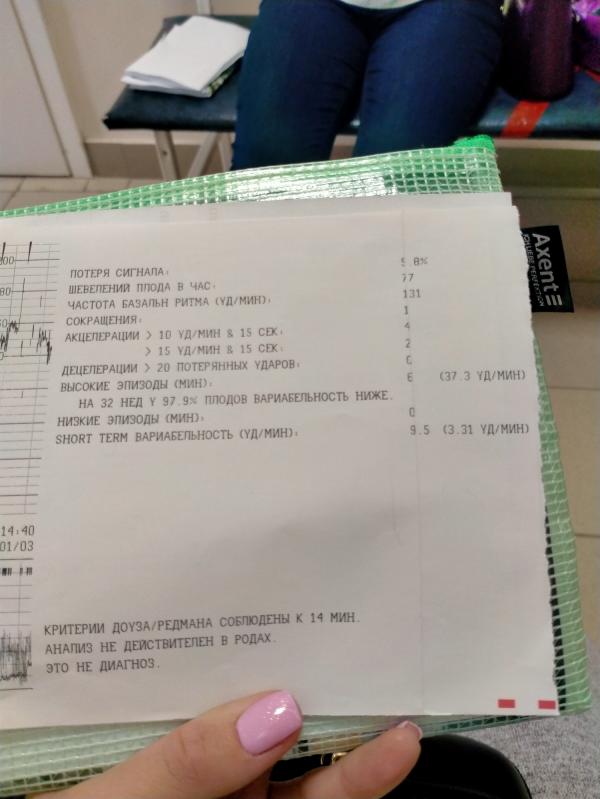 Axent
ПОТЕРЯ СИГНАЛА: 5.8%
ШЕВЕЛЕНИЙ ПЛОДА В ЧАС: 77
ЧАСТОТА БАЗАЛЬН РИТМА (УД/МИН): 131
СОКРАЩЕНИЯ: 1
АКЦЕЛЕРАЦИИ > 10 УД/МИН & 15 СЕК: 4
> 15 УД/МИН & 15 СЕК: 2
ДЕЦЕЛЕРАЦИИ > 20 ПОТЕРЯННЫХ УДАРОВ: 0
ВЫСОКИЕ ЭПИЗОДЫ (МИН): 6 (37.3 УД/МИН)
НА 32 НЕД У 97.9% ПЛОДОВ ВАРИАБЕЛЬНОСТЬ НИЖЕ.
НИЗКИЕ ЭПИЗОДЫ (МИН): 0
SHORT TERM ВАРИАБЕЛЬНОСТЬ (УД/МИН): 9.5 (3.31 УД/МИН)
14:40
01/03
КРИТЕРИИ ДОУЗА/РЕДМАНА СОБЛЮДЕНЫ К 14 МИН.
АНАЛИЗ НЕ ДЕЙСТВИТЕЛЕН В РОДАХ.
ЭТО НЕ ДИАГНОЗ.